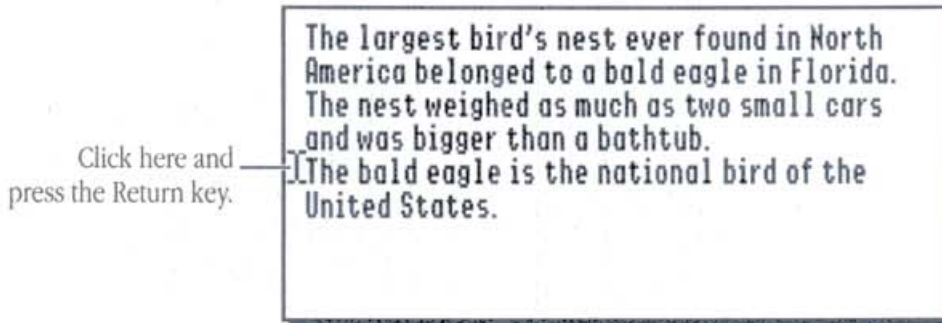 The largest bird's nest ever found in North
America belonged to a bald eagle in Florida.
The nest weighed as much as two small cars
and was bigger than a bathtub.
Click here and
press the Return key.
The bald eagle is the national bird of the
United States.